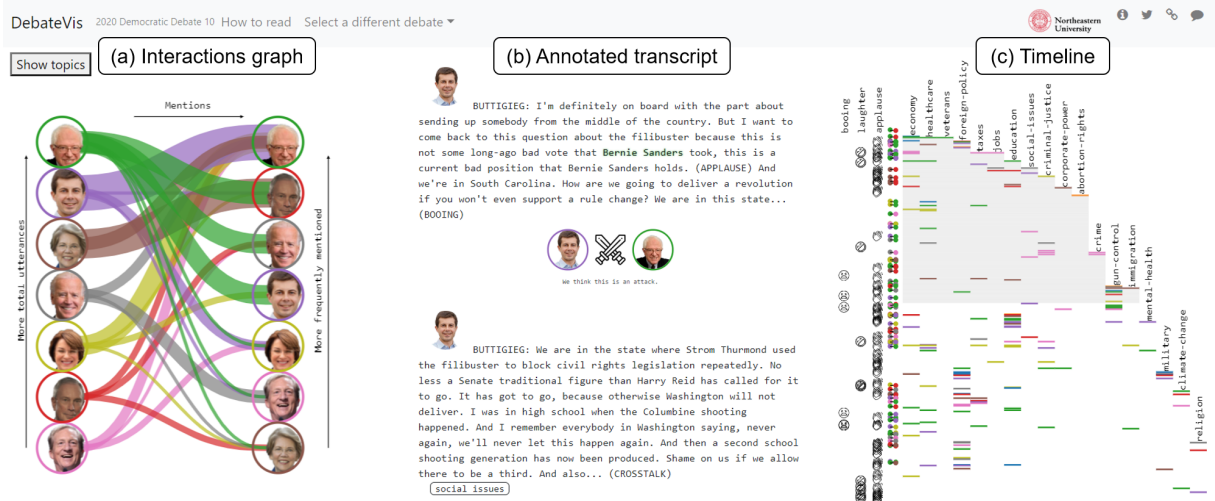 DebateVis 2020 Democratic Debate 10 How to read Select a different debate
Northeastern
University
Show topics
(a) Interactions graph
Mentions
More total utterances
More frequently mentioned
(b) Annotated transcript
BUTTIGIEG: I'm definitely on board with the part about
sending up somebody from the middle of the country. But I want to
come back to this question about the filibuster because this is
not some long-ago bad vote that Bernie Sanders took, this is a
current bad position that Bernie Sanders holds. (APPLAUSE) And
we're in South Carolina. How are we going to deliver a revolution
if you won't even support a rule change? We are in this state...
(BOOING)
We think this is an attack.
BUTTIGIEG: We are in the state where Strom Thurmond used
the filibuster to block civil rights legislation repeatedly. No
less a Senate traditional figure than Harry Reid has called for it
to go. It has got to go, because otherwise Washington will not
deliver. I was in high school when the Columbine shooting
happened. And I remember everybody in Washington saying, never
again, we'll never let this happen again. And then a second school
shooting generation has now been produced. Shame on us if we allow
there to be a third. And also... (CROSSTALK)
social issues
(c) Timeline
booing
laughter
applause
economy
healthcare
veterans
foreign-policy
taxes
jobs
education
social-issues
criminal-justice
corporate-power
abortion-rights
crime
gun-control
immigration
mental-health
military
climate-change
religion